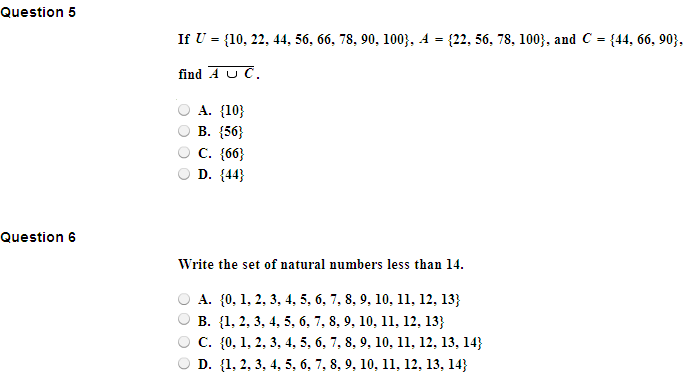 Question 5
If U = {10, 22, 44, 56, 66, 78, 90, 100}, A = {22, 56, 78, 100}, and C = {44, 66, 90},
find A ∪ C.
A. {10}
B. {56}
C. {66}
D. {44}
Question 6
Write the set of natural numbers less than 14.
A. {0, 1, 2, 3, 4, 5, 6, 7, 8, 9, 10, 11, 12, 13}
B. {1, 2, 3, 4, 5, 6, 7, 8, 9, 10, 11, 12, 13}
C. {0, 1, 2, 3, 4, 5, 6, 7, 8, 9, 10, 11, 12, 13, 14}
D. {1, 2, 3, 4, 5, 6, 7, 8, 9, 10, 11, 12, 13, 14}